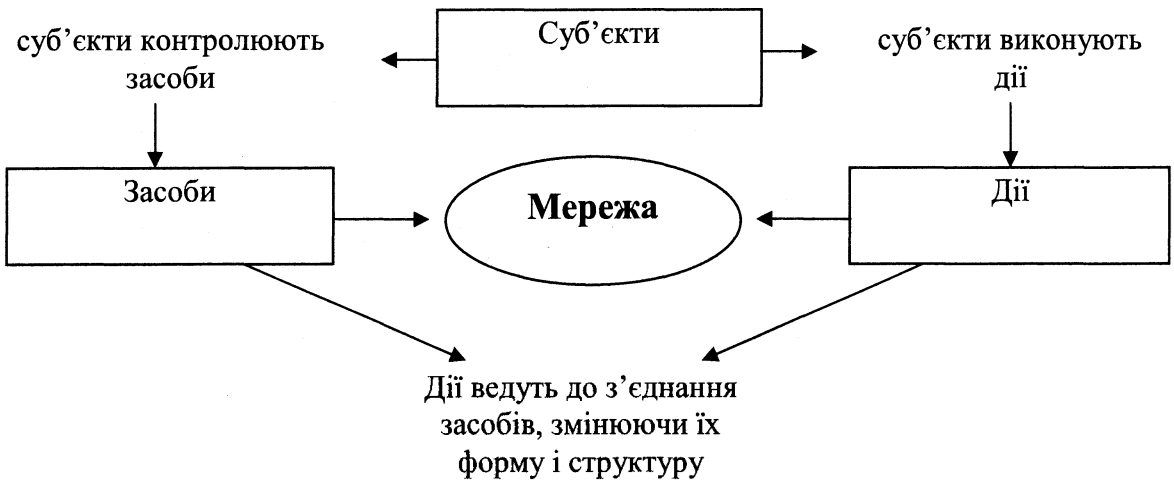 Суб’єкти
суб’єкти контролюють
засоби
суб’єкти виконують
дії
Засоби
Мережа
Дії
Дії ведуть до з’єднання
засобів, змінюючи їх
форму і структуру